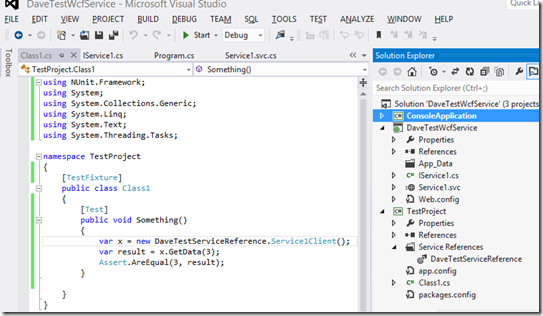 DaveTestWcfService - Microsoft Visual Studio
Quick La
FILE EDIT VIEW PROJECT BUILD DEBUG TEAM SQL TOOLS TEST ANALYZE WINDOW HELP
Start Debug
Toolbox
Class1.cs IService1.cs Program.cs Service1.svc.cs
TestProject.Class1 Something()
using NUnit.Framework;
using System;
using System.Collections.Generic;
using System.Linq;
using System.Text;
using System.Threading.Tasks;
namespace TestProject
{
[TestFixture]
public class Class1
{
[Test]
public void Something()
{
var x = new DaveTestServiceReference.Service1Client();
var result = x.GetData(3);
Assert.AreEqual(3, result);
}
}
}
Solution Explorer
Search Solution Explorer (Ctrl+;)
Solution 'DaveTestWcfService' (3 projects
ConsoleApplication
DaveTestWcfService
Properties
References
App_Data
IService1.cs
Service1.svc
Web.config
TestProject
Properties
References
Service References
DaveTestServiceReference
app.config
Class1.cs
packages.config